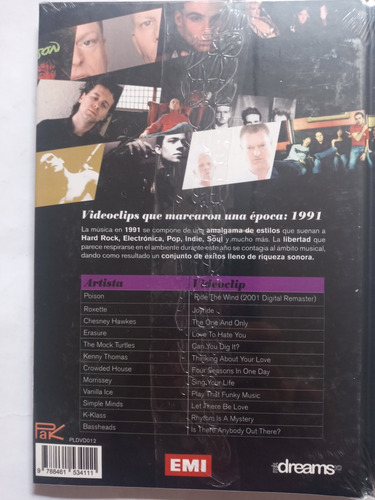 Videoclips que marcaron una época: 1991
La música en 1991 se compone de una amalgama de estilos que suenan a
Hard Rock, Electrónica, Pop, Indie, Soul y mucho más. La libertad que
parece respirarse en el ambiente durante este año se contagia al ámbito musical,
dando como resultado un conjunto de éxitos lleno de riqueza sonora.
Artista Videoclip
Poison Ride The Wind (2001 Digital Remaster)
Roxette Joyride
Chesney Hawkes The One And Only
Erasure Love To Hate You
The Mock Turtles Can You Dig It?
Kenny Thomas Thinking About Your Love
Crowded House Four Seasons In One Day
Morrissey Sing Your Life
Vanilla Ice Play That Funky Music
Simple Minds Let There Be Love
K-Klass Rhythm Is A Mystery
Bassheads Is There Anybody Out There?
Pak
PLDVD012
9 788461 534111
EMI
dreams